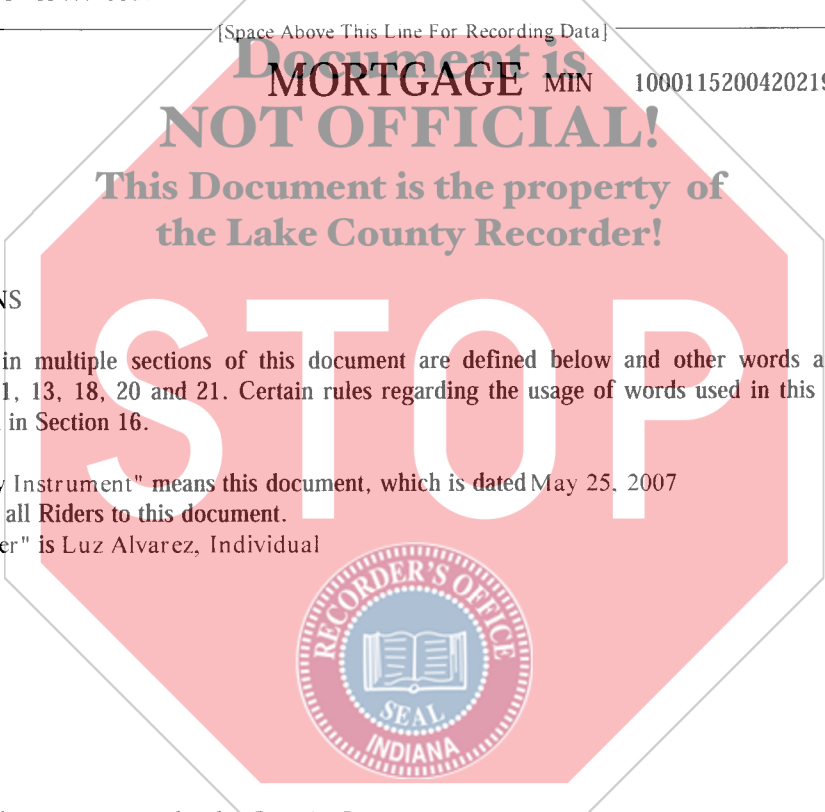 [Space Above This Line For Recording Data]
Document is
MORTGAGE MIN 1000115200420219
NOT OFFICIAL!
This Document is the property of
the Lake County Recorder!
NS
in multiple sections of this document are defined below and other words a
1, 13, 18, 20 and 21. Certain rules regarding the usage of words used in this
in Section 16.
STOP
y Instrument" means this document, which is dated May 25, 2007
all Riders to this document.
er" is Luz Alvarez, Individual
RECORDER'S OFFICE
SEAL
INDIANA